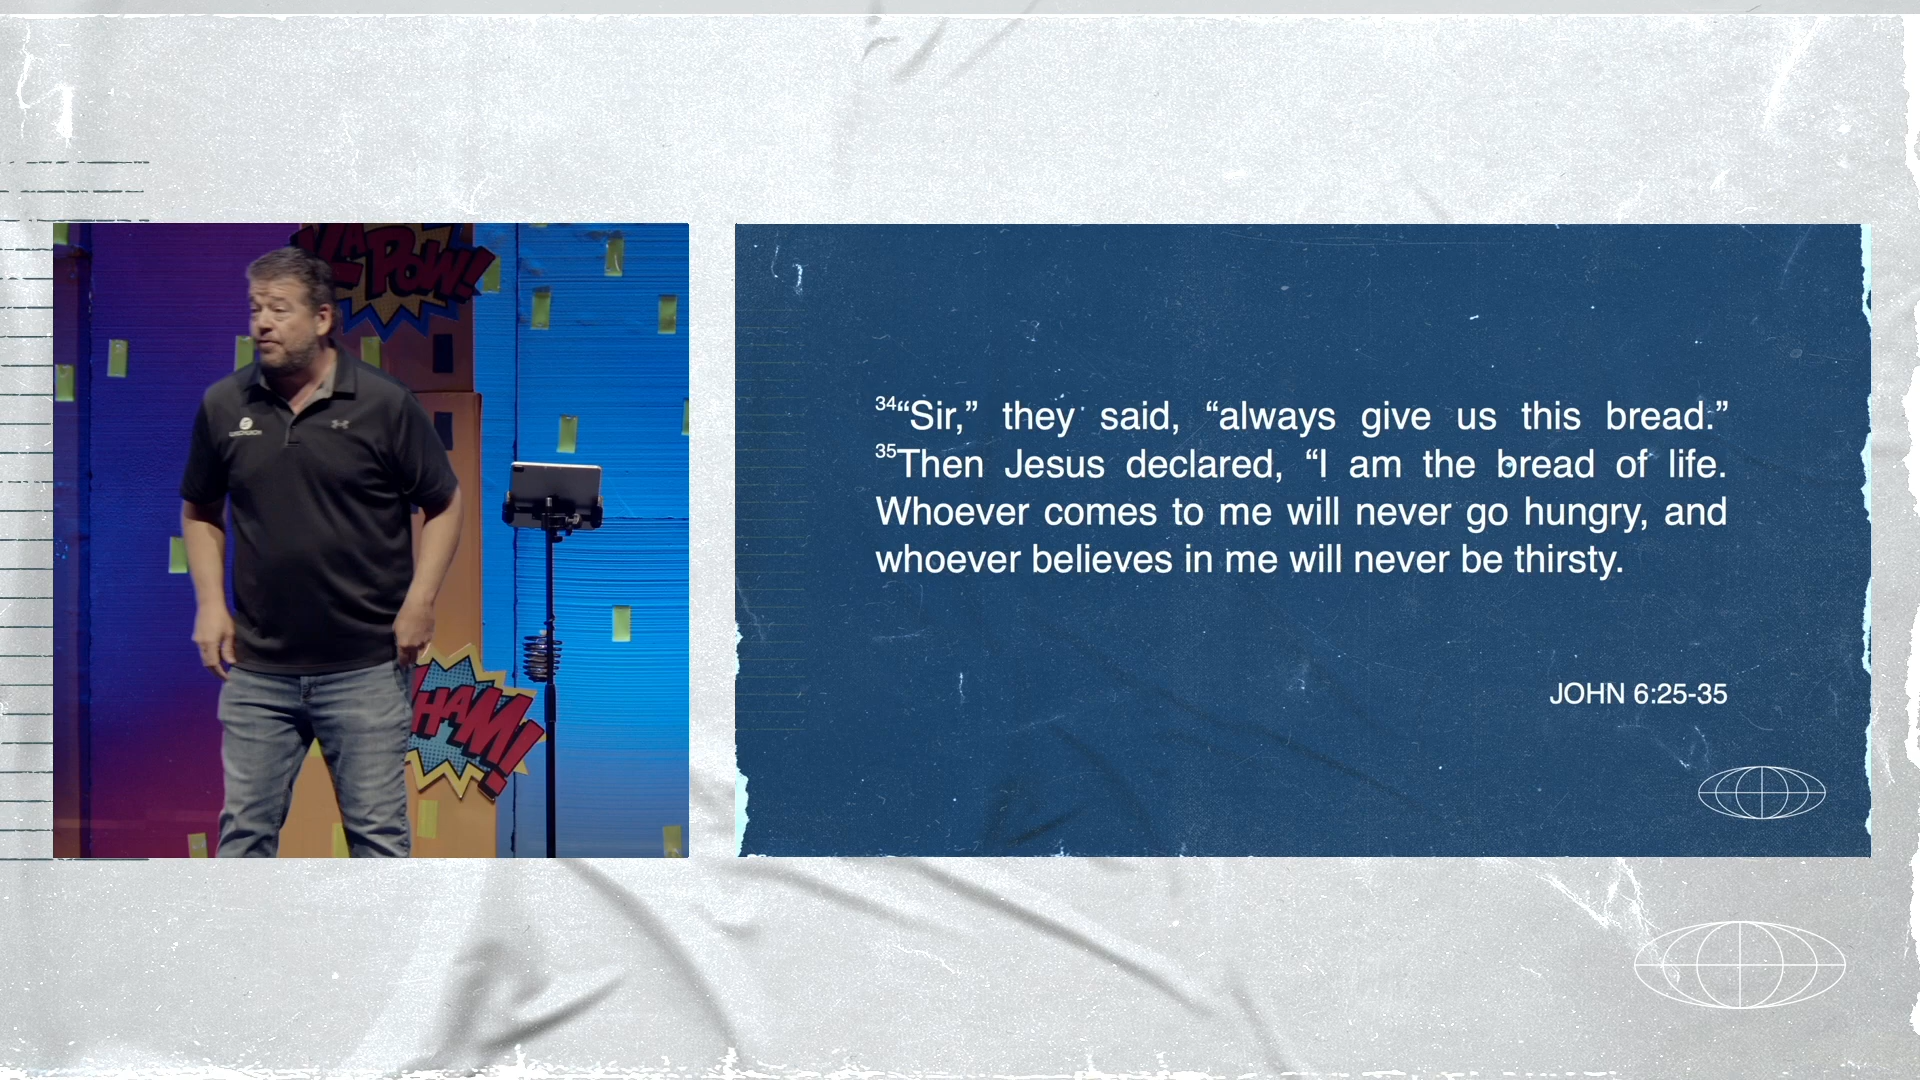 KAPOW!
WHAM!
34“Sir,” they said, “always give us this bread.”
35Then Jesus declared, “I am the bread of life.
Whoever comes to me will never go hungry, and
whoever believes in me will never be thirsty.
JOHN 6:25-35